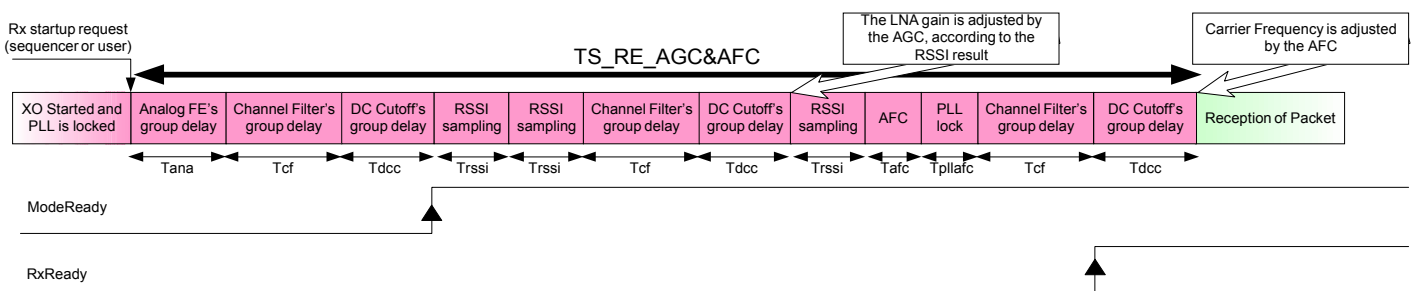 Rx startup request
(sequencer or user)
The LNA gain is adjusted by
the AGC, according to the
RSSI result
Carrier Frequency is adjusted
by the AFC
TS_RE_AGC&AFC
XO Started and
PLL is locked
Analog FE's
group delay
Channel Filter's
group delay
DC Cutoff's
group delay
RSSI
sampling
RSSI
sampling
Channel Filter's
group delay
DC Cutoff's
group delay
RSSI
sampling
AFC
PLL
lock
Channel Filter's
group delay
DC Cutoff's
group delay
Reception of Packet
Tana
Tcf
Tdcc
Trssi
Trssi
Tcf
Tdcc
Trssi
Tafc
Tpllafc
Tcf
Tdcc
ModeReady
RxReady